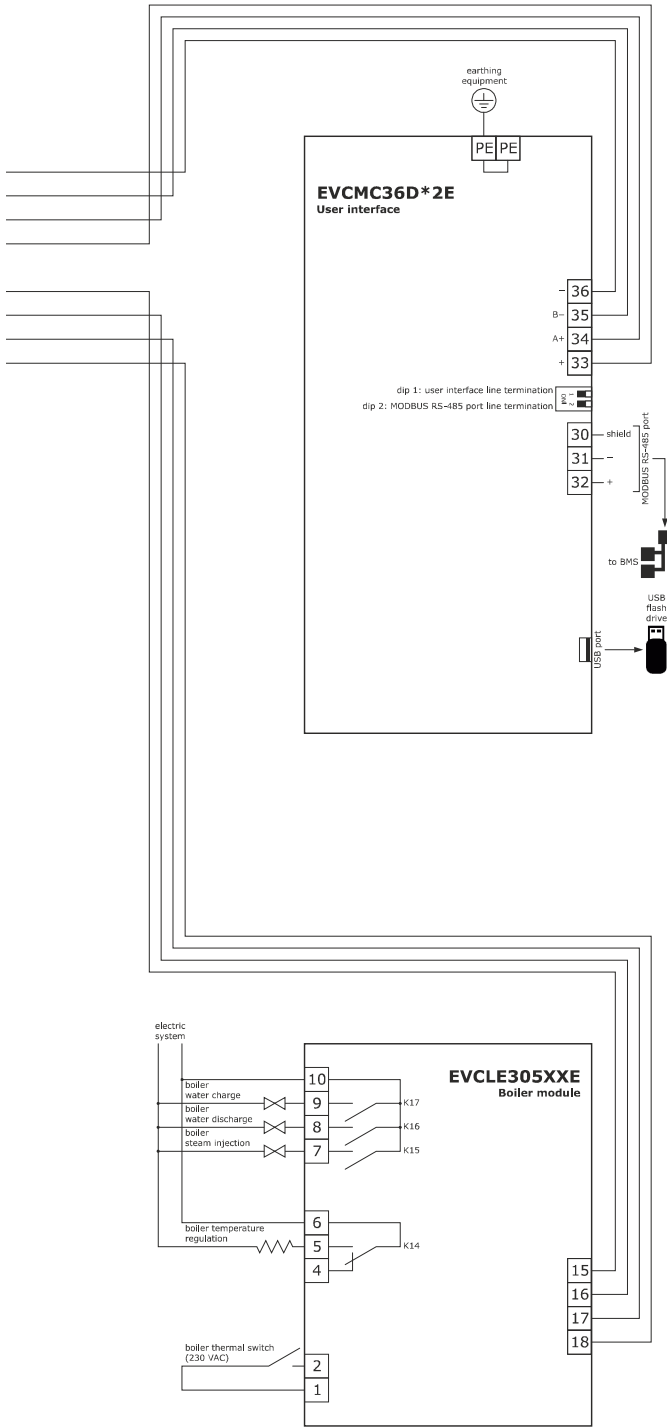 earthing
equipment
PE PE
EVCMC36D*2E
User interface
– 36
B– 35
A+ 34
+ 33
dip 1: user interface line termination
dip 2: MODBUS RS-485 port line termination
1
2
ON
30 shield
31 –
32 +
MODBUS RS-485 port
to BMS
USB
flash
drive
USB port
electric
system
EVCLE305XXE
Boiler module
10
boiler
water charge
9 K17
boiler
water discharge
8 K16
boiler
steam injection
7 K15
6
boiler temperature
regulation
5 K14
4
15
16
17
18
boiler thermal switch
(230 VAC)
2
1